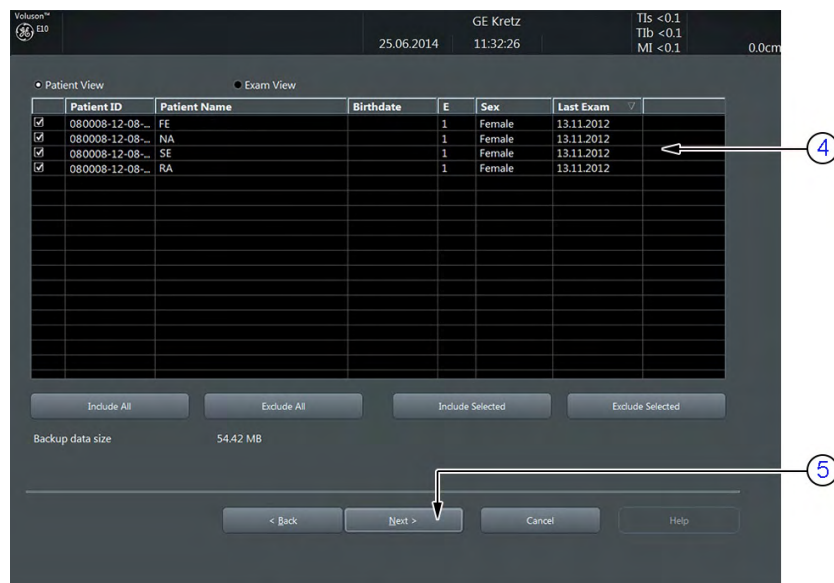 Voluson™
E10
GE Kretz
25.06.2014 11:32:26
TIs <0.1
TIb <0.1
MI <0.1
0.0cm
Patient View Exam View
Patient ID Patient Name Birthdate E Sex Last Exam
080008-12-08-... FE 1 Female 13.11.2012
080008-12-08-... NA 1 Female 13.11.2012
080008-12-08-... SE 1 Female 13.11.2012
080008-12-08-... RA 1 Female 13.11.2012
4
Include All Exclude All Include Selected Exclude Selected
Backup data size 54.42 MB
5
< Back Next > Cancel Help